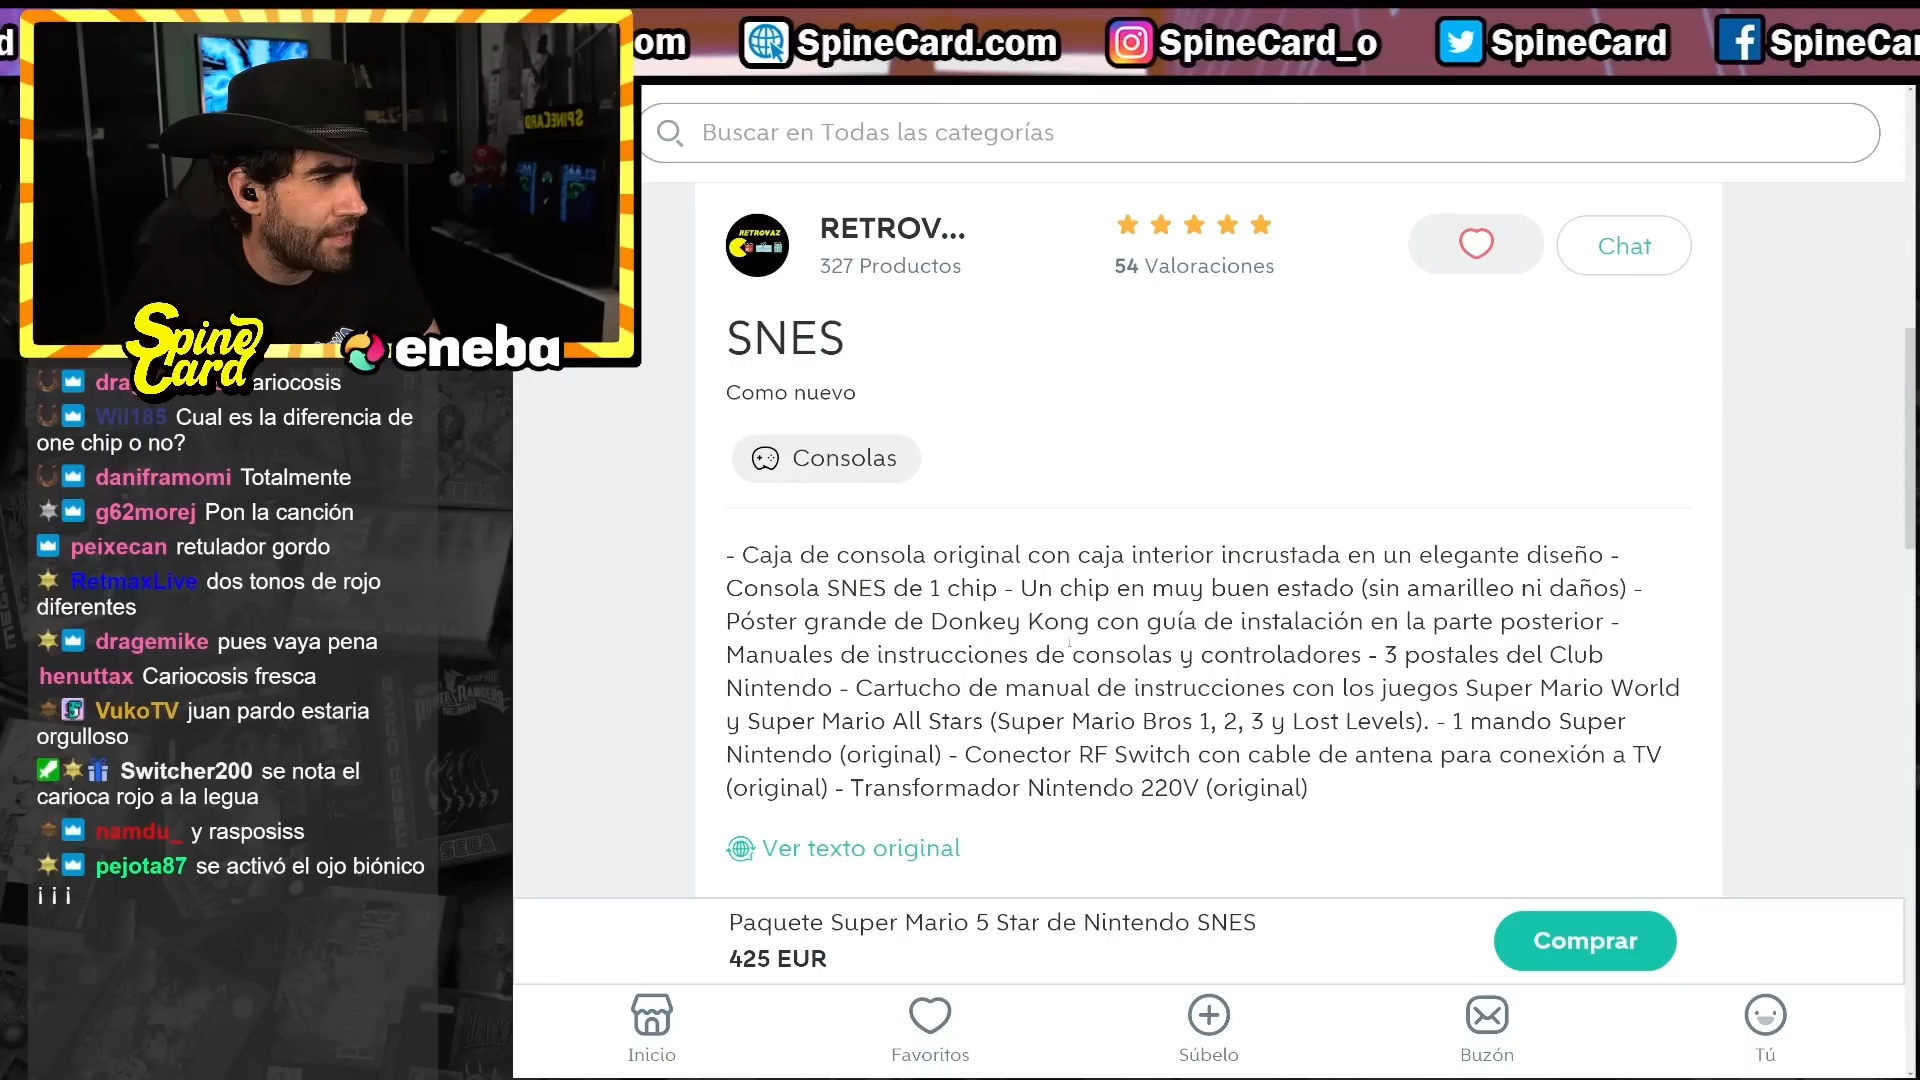 d
om
SpineCard.com
SpineCard_o
SpineCard
SpineCar
SPINECARD
Spine
Card
eneba
Buscar en Todas las categorías
RETROVAZ
RETROV...
327 Productos
54 Valoraciones
Chat
SNES
Como nuevo
Consolas
- Caja de consola original con caja interior incrustada en un elegante diseño -
Consola SNES de 1 chip - Un chip en muy buen estado (sin amarilleo ni daños) -
Póster grande de Donkey Kong con guía de instalación en la parte posterior -
Manuales de instrucciones de consolas y controladores - 3 postales del Club
Nintendo - Cartucho de manual de instrucciones con los juegos Super Mario World
y Super Mario All Stars (Super Mario Bros 1, 2, 3 y Lost Levels). - 1 mando Super
Nintendo (original) - Conector RF Switch con cable de antena para conexión a TV
(original) - Transformador Nintendo 220V (original)
Ver texto original
Paquete Super Mario 5 Star de Nintendo SNES
425 EUR
Comprar
Inicio
Favoritos
Súbelo
Buzón
Tú
dra ariocosis
Wil185 Cual es la diferencia de
one chip o no?
daniframomi Totalmente
g62morej Pon la canción
peixecan retulador gordo
RetmaxLive dos tonos de rojo
diferentes
dragemike pues vaya pena
henuttax Cariocosis fresca
VukoTV juan pardo estaria
orgulloso
Switcher200 se nota el
carioca rojo a la legua
namdu_ y rasposiss
pejota87 se activó el ojo biónico
¡ ¡ ¡